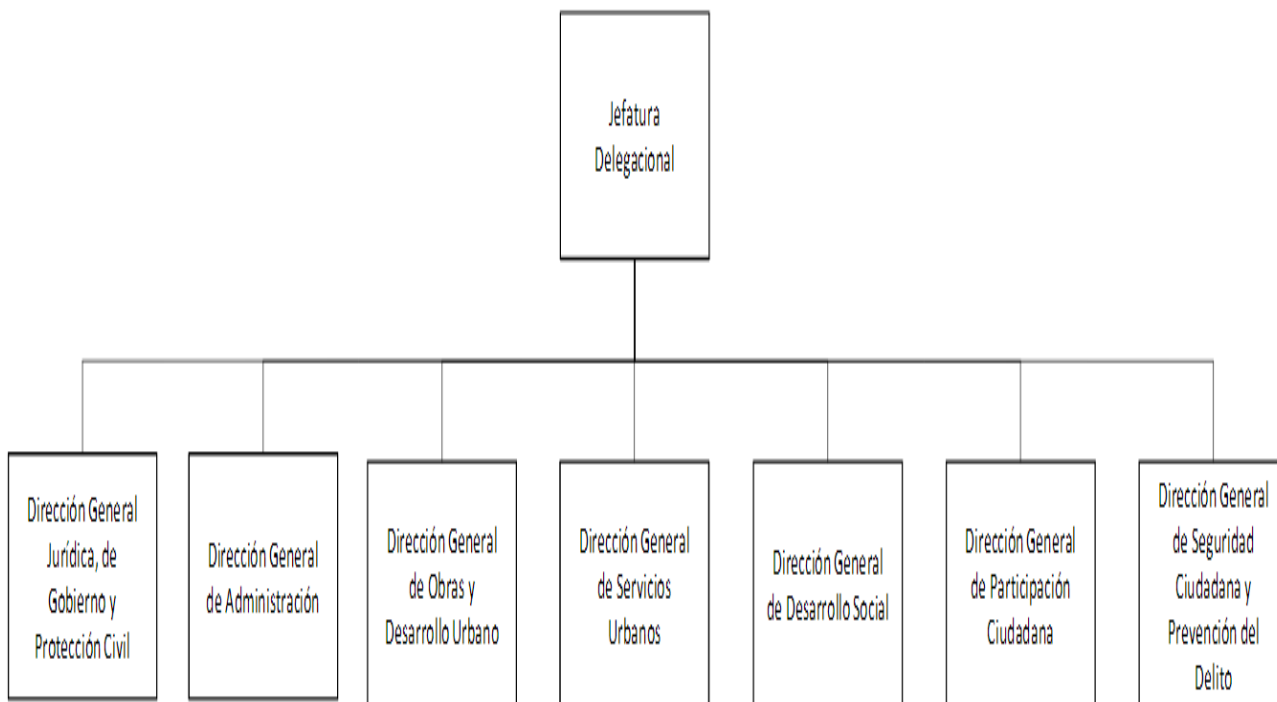 Jefatura
Delegacional
Dirección General
Jurídica, de
Gobierno y
Protección Civil
Dirección General
de Administración
Dirección General
de Obras y
Desarrollo Urbano
Dirección General
de Servicios
Urbanos
Dirección General
de Desarrollo Social
Dirección General
de Participación
Ciudadana
Dirección General
de Seguridad
Ciudadana y
Prevención del
Delito